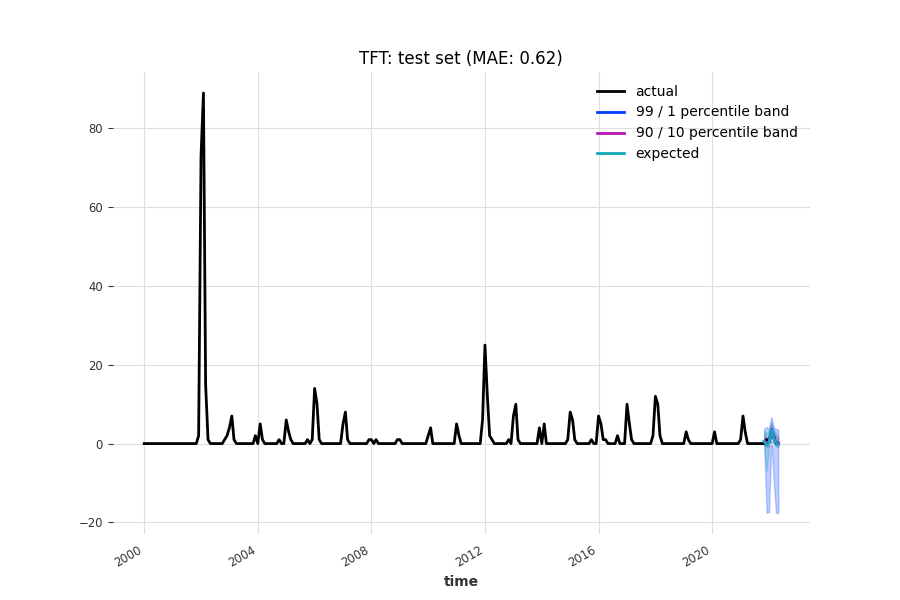 TFT: test set (MAE: 0.62)
actual
99 / 1 percentile band
90 / 10 percentile band
expected
80
60
40
20
0
−20
2000
2004
2008
2012
2016
2020
time